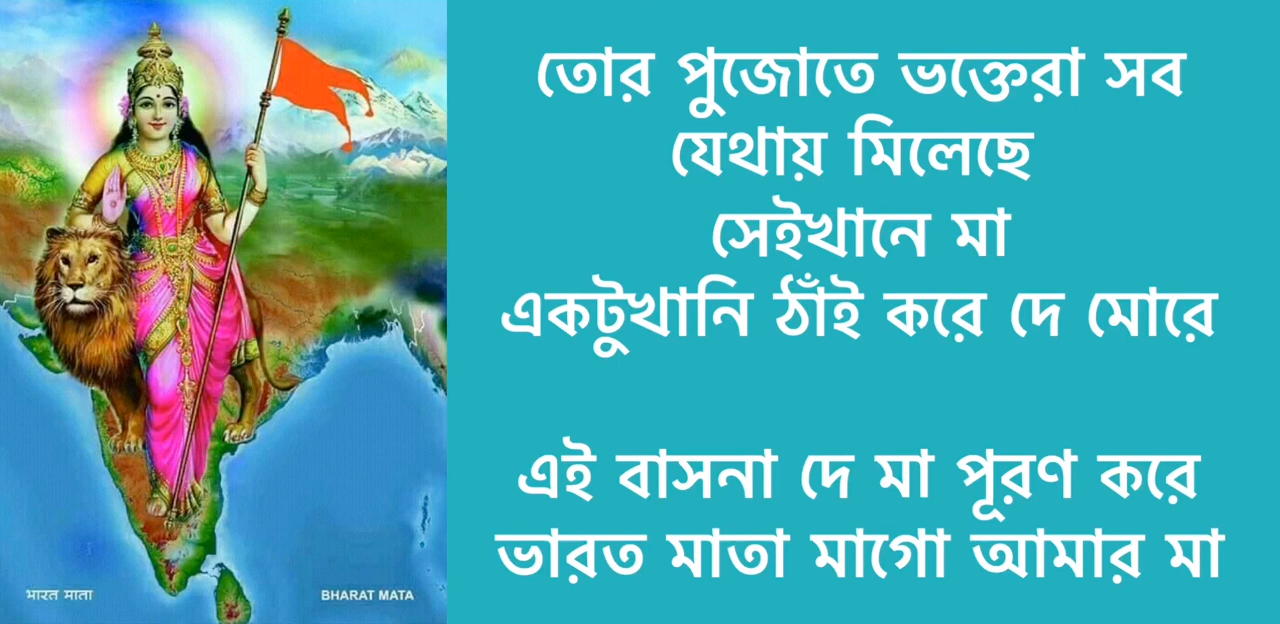 তোর পুজোতে ভক্তেরা সব
যেথায় মিলেছে
সেইখানে মা
একটুখানি ঠাঁই করে দে মোরে
এই বাসনা দে মা পূরণ করে
ভারত মাতা মাগো আমার মা
भारत माता
BHARAT MATA